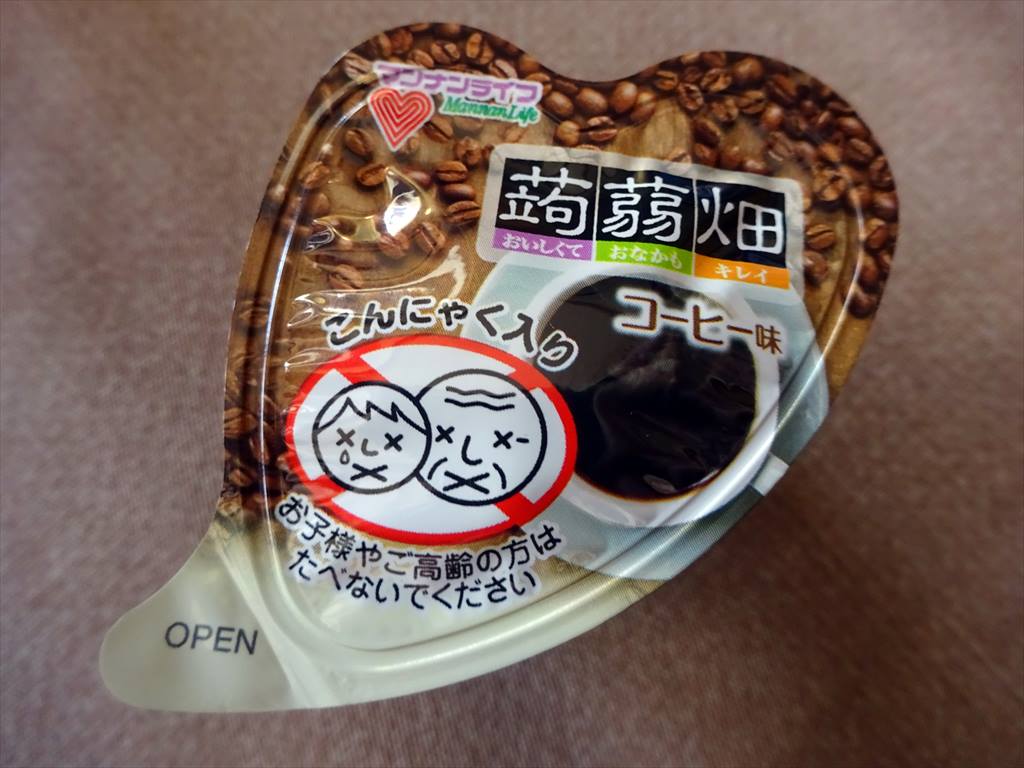 マンナンライフ
MannanLife
蒟蒻畑
おいしくて おなかも キレイ
コーヒー味
こんにゃく入り
お子様やご高齢の方は
たべないでください
OPEN